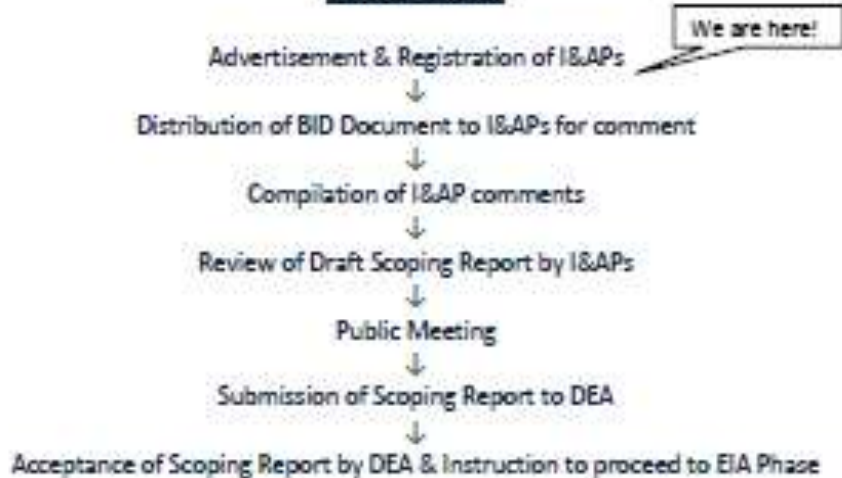 We are here!
Advertisement & Registration of I&APs
↓
Distribution of BID Document to I&APs for comment
↓
Compilation of I&AP comments
↓
Review of Draft Scoping Report by I&APs
↓
Public Meeting
↓
Submission of Scoping Report to DEA
↓
Acceptance of Scoping Report by DEA & Instruction to proceed to EIA Phase